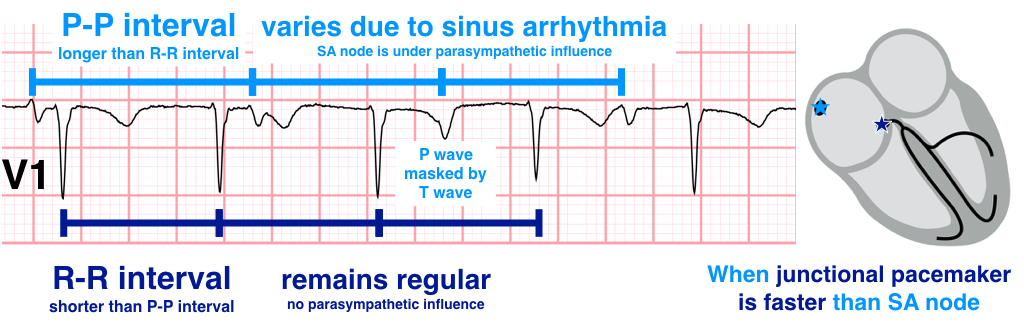 P-P interval
longer than R-R interval
varies due to sinus arrhythmia
SA node is under parasympathetic influence
V1
P wave
masked by
T wave
R-R interval
shorter than P-P interval
remains regular
no parasympathetic influence
When junctional pacemaker
is faster than SA node